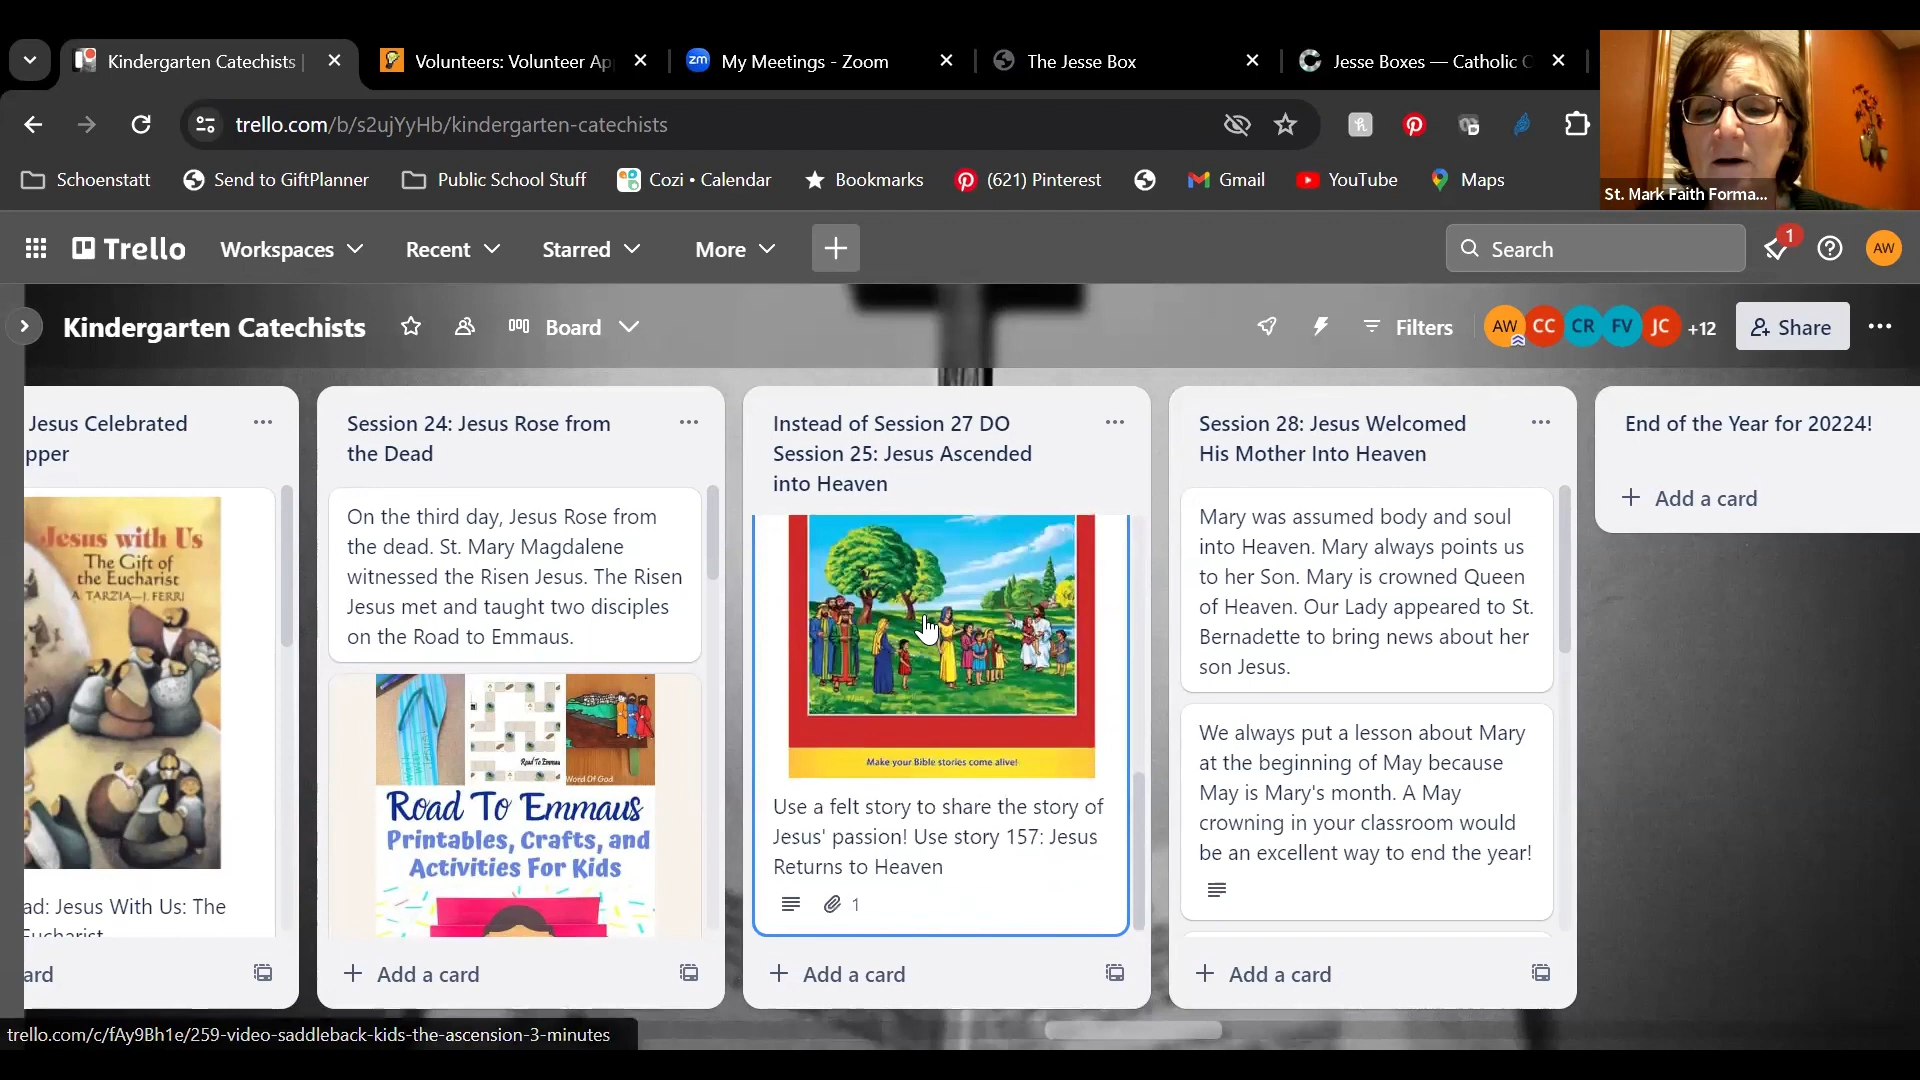 Kindergarten Catechists |
Volunteers: Volunteer Ap
zm
My Meetings - Zoom
The Jesse Box
Jesse Boxes — Catholic C
trello.com/b/s2ujYyHb/kindergarten-catechists
Schoenstatt
Send to GiftPlanner
Public School Stuff
Cozi • Calendar
Bookmarks
(621) Pinterest
Gmail
YouTube
Maps
St. Mark Faith Forma...
Trello
Workspaces
Recent
Starred
More
Search
1
AW
Kindergarten Catechists
Board
Filters
AW
CC
CR
FV
JC
+12
Share
Jesus Celebrated
pper
Jesus with Us
The Gift of
the Eucharist
A. TARZIA—J. FERRI
ad: Jesus With Us: The
Eucharist
ard
Session 24: Jesus Rose from
the Dead
On the third day, Jesus Rose from
the dead. St. Mary Magdalene
witnessed the Risen Jesus. The Risen
Jesus met and taught two disciples
on the Road to Emmaus.
Road To Emmaus
Word Of God
Road To Emmaus
Printables, Crafts, and
Activities For Kids
Add a card
Instead of Session 27 DO
Session 25: Jesus Ascended
into Heaven
Make your Bible stories come alive!
Use a felt story to share the story of
Jesus' passion! Use story 157: Jesus
Returns to Heaven
1
Add a card
Session 28: Jesus Welcomed
His Mother Into Heaven
Mary was assumed body and soul
into Heaven. Mary always points us
to her Son. Mary is crowned Queen
of Heaven. Our Lady appeared to St.
Bernadette to bring news about her
son Jesus.
We always put a lesson about Mary
at the beginning of May because
May is Mary's month. A May
crowning in your classroom would
be an excellent way to end the year!
Add a card
End of the Year for 20224!
Add a card
trello.com/c/fAy9Bh1e/259-video-saddleback-kids-the-ascension-3-minutes